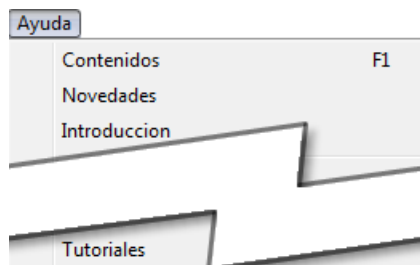 Ayuda
Contenidos F1
Novedades
Introduccion
Tutoriales